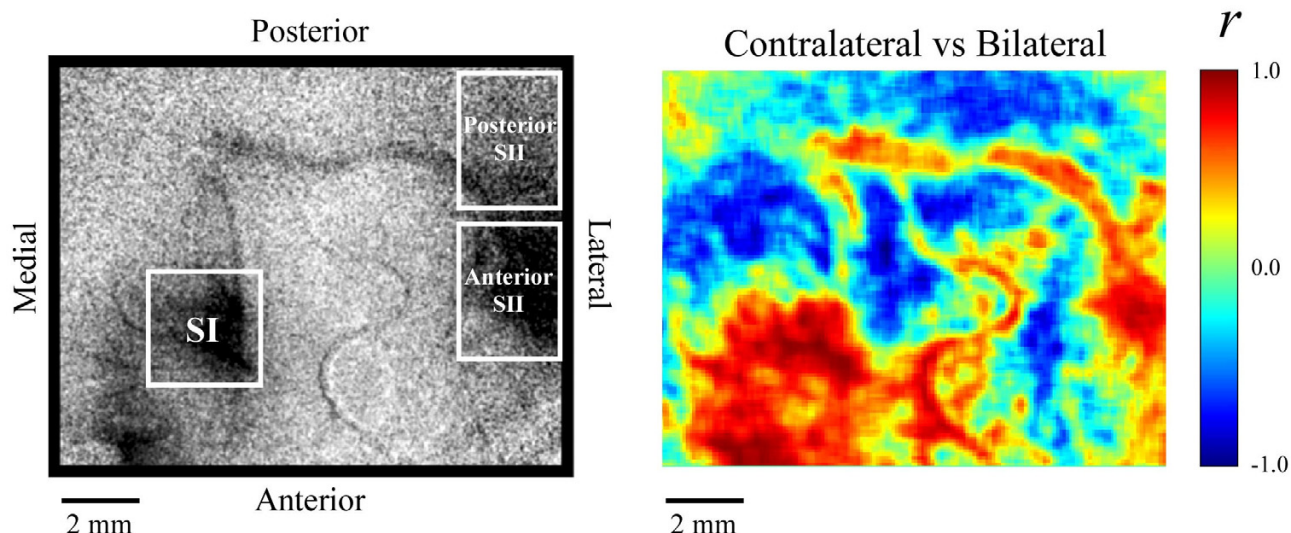 Posterior
Medial
Posterior
SII
Anterior
SII
SI
Lateral
Anterior
2 mm
Contralateral vs Bilateral
r
1.0
0.0
-1.0
2 mm